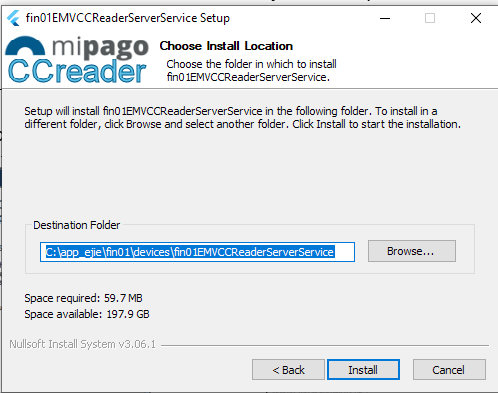 fin01EMVCCReaderServerService Setup
mipago
CCreader
Choose Install Location
Choose the folder in which to install
fin01EMVCCReaderServerService.
Setup will install fin01EMVCCReaderServerService in the following folder. To install in a
different folder, click Browse and select another folder. Click Install to start the installation.
Destination Folder
C:\app_ejie\fin01\devices\fin01EMVCCReaderServerService
Browse...
Space required: 59.7 MB
Space available: 197.9 GB
Nullsoft Install System v3.06.1
< Back
Install
Cancel